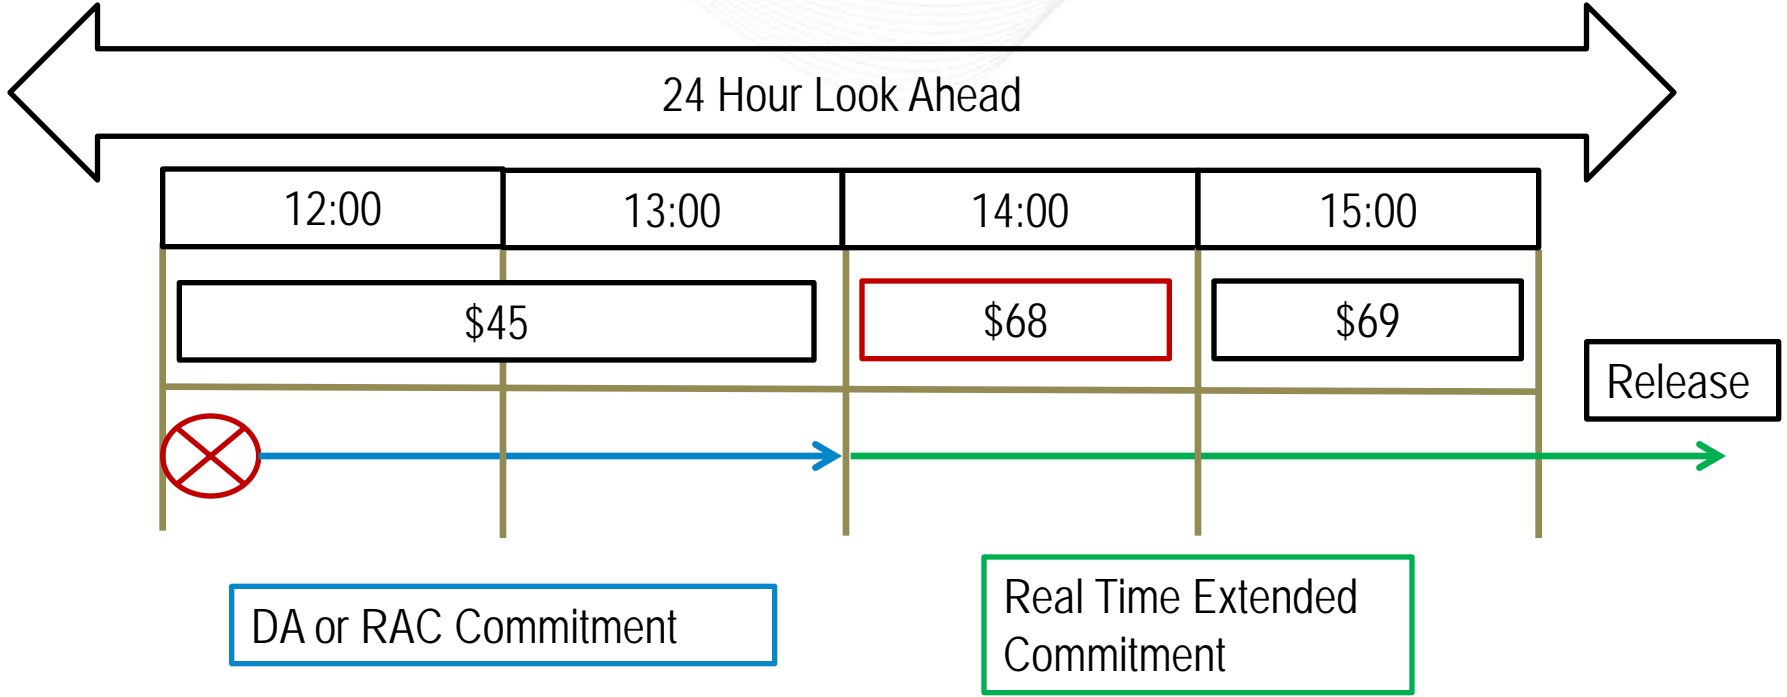 24 Hour Look Ahead
12:00
13:00
14:00
15:00
$45
$68
$69
Release
DA or RAC Commitment
Real Time Extended
Commitment